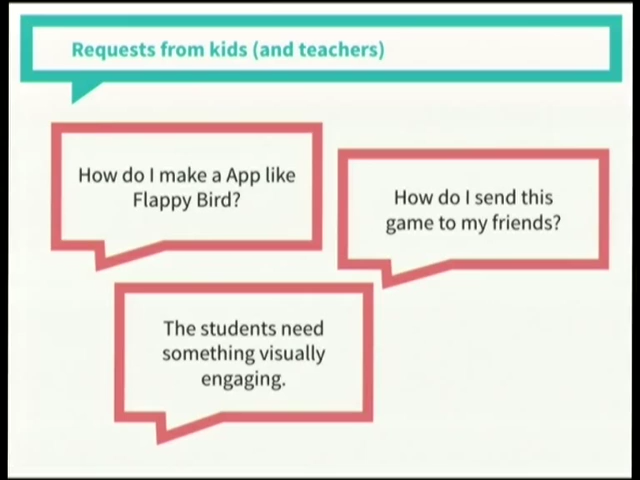 Requests from kids (and teachers)
How do I make a App like
Flappy Bird?
How do I send this
game to my friends?
The students need
something visually
engaging.